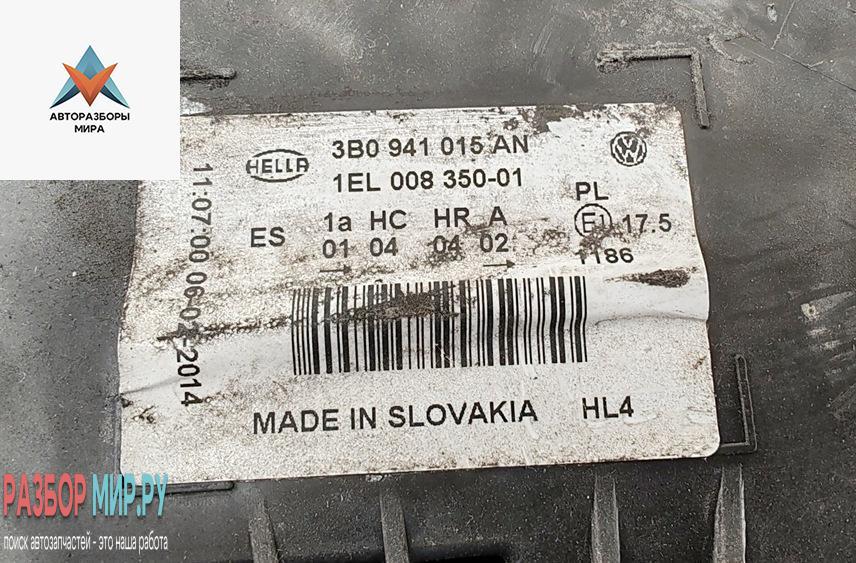 АВТОРАЗБОРЫ
МИРА
HELLA
3B0 941 015 AN
1EL 008 350-01
ES
1a HC HR A
01 04 04 02
PL
E1 17.5
1186
11:07:00 06-02-2014
MADE IN SLOVAKIA HL4
РАЗБОР МИР.РУ
поиск автозапчастей - это наша работа